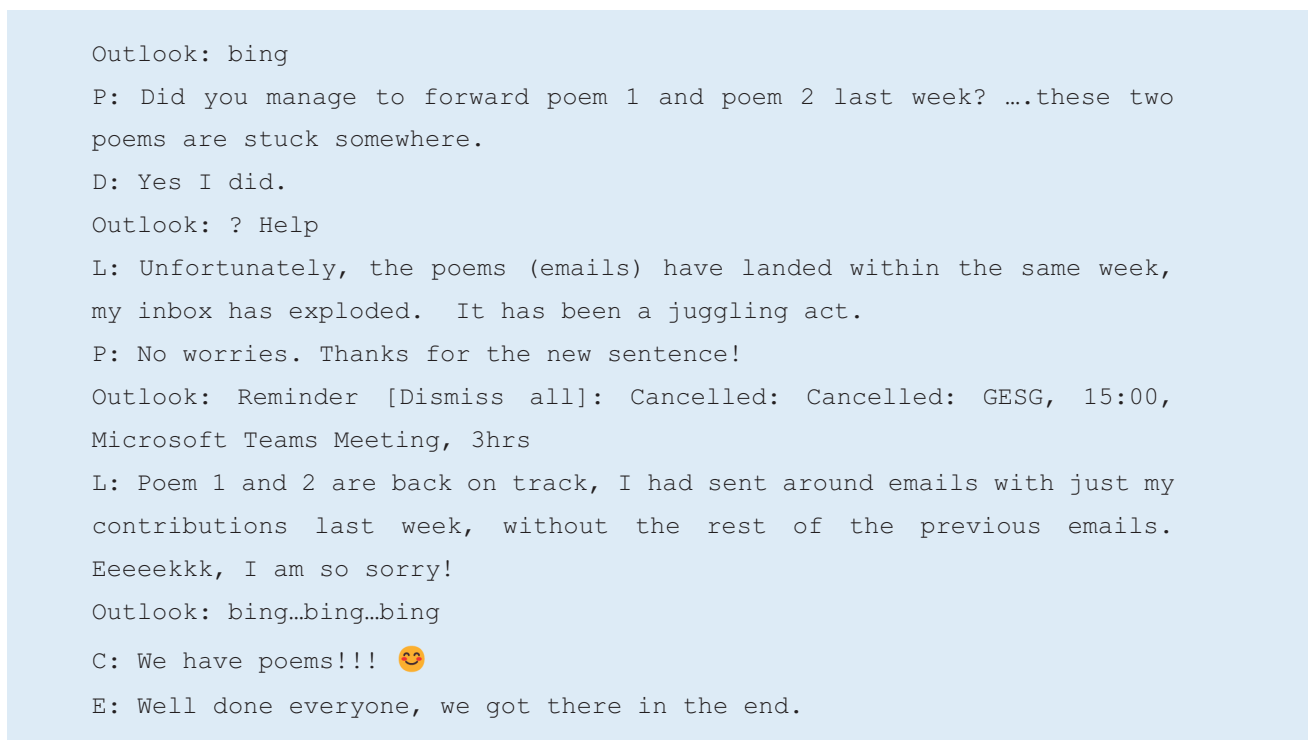 Outlook: bing
P: Did you manage to forward poem 1 and poem 2 last week? ….these two
poems are stuck somewhere.
D: Yes I did.
Outlook: ? Help
L: Unfortunately, the poems (emails) have landed within the same week,
my inbox has exploded.  It has been a juggling act.
P: No worries. Thanks for the new sentence!
Outlook: Reminder [Dismiss all]: Cancelled: Cancelled: GESG, 15:00,
Microsoft Teams Meeting, 3hrs
L: Poem 1 and 2 are back on track, I had sent around emails with just my
contributions last week, without the rest of the previous emails.
Eeeeekkk, I am so sorry!
Outlook: bing…bing…bing
C: We have poems!!! 😊
E: Well done everyone, we got there in the end.